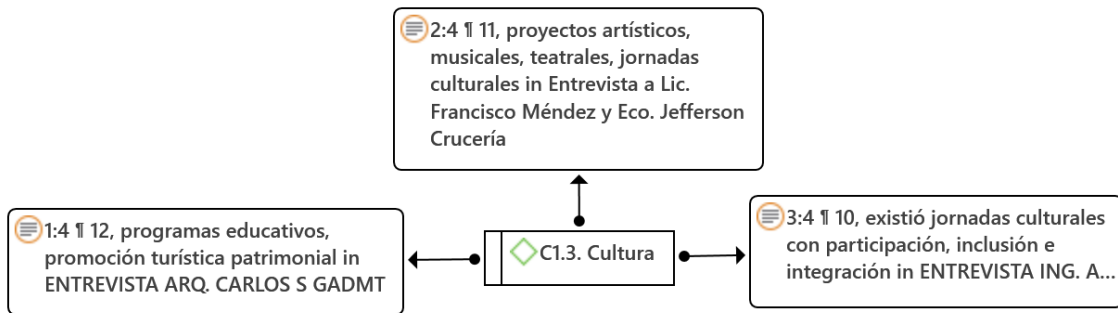 2:4 ¶ 11, proyectos artísticos,
musicales, teatrales, jornadas
culturales in Entrevista a Lic.
Francisco Méndez y Eco. Jefferson
Crucería
1:4 ¶ 12, programas educativos,
promoción turística patrimonial in
ENTREVISTA ARQ. CARLOS S GADMT
C1.3. Cultura
3:4 ¶ 10, existió jornadas culturales
con participación, inclusión e
integración in ENTREVISTA ING. A...